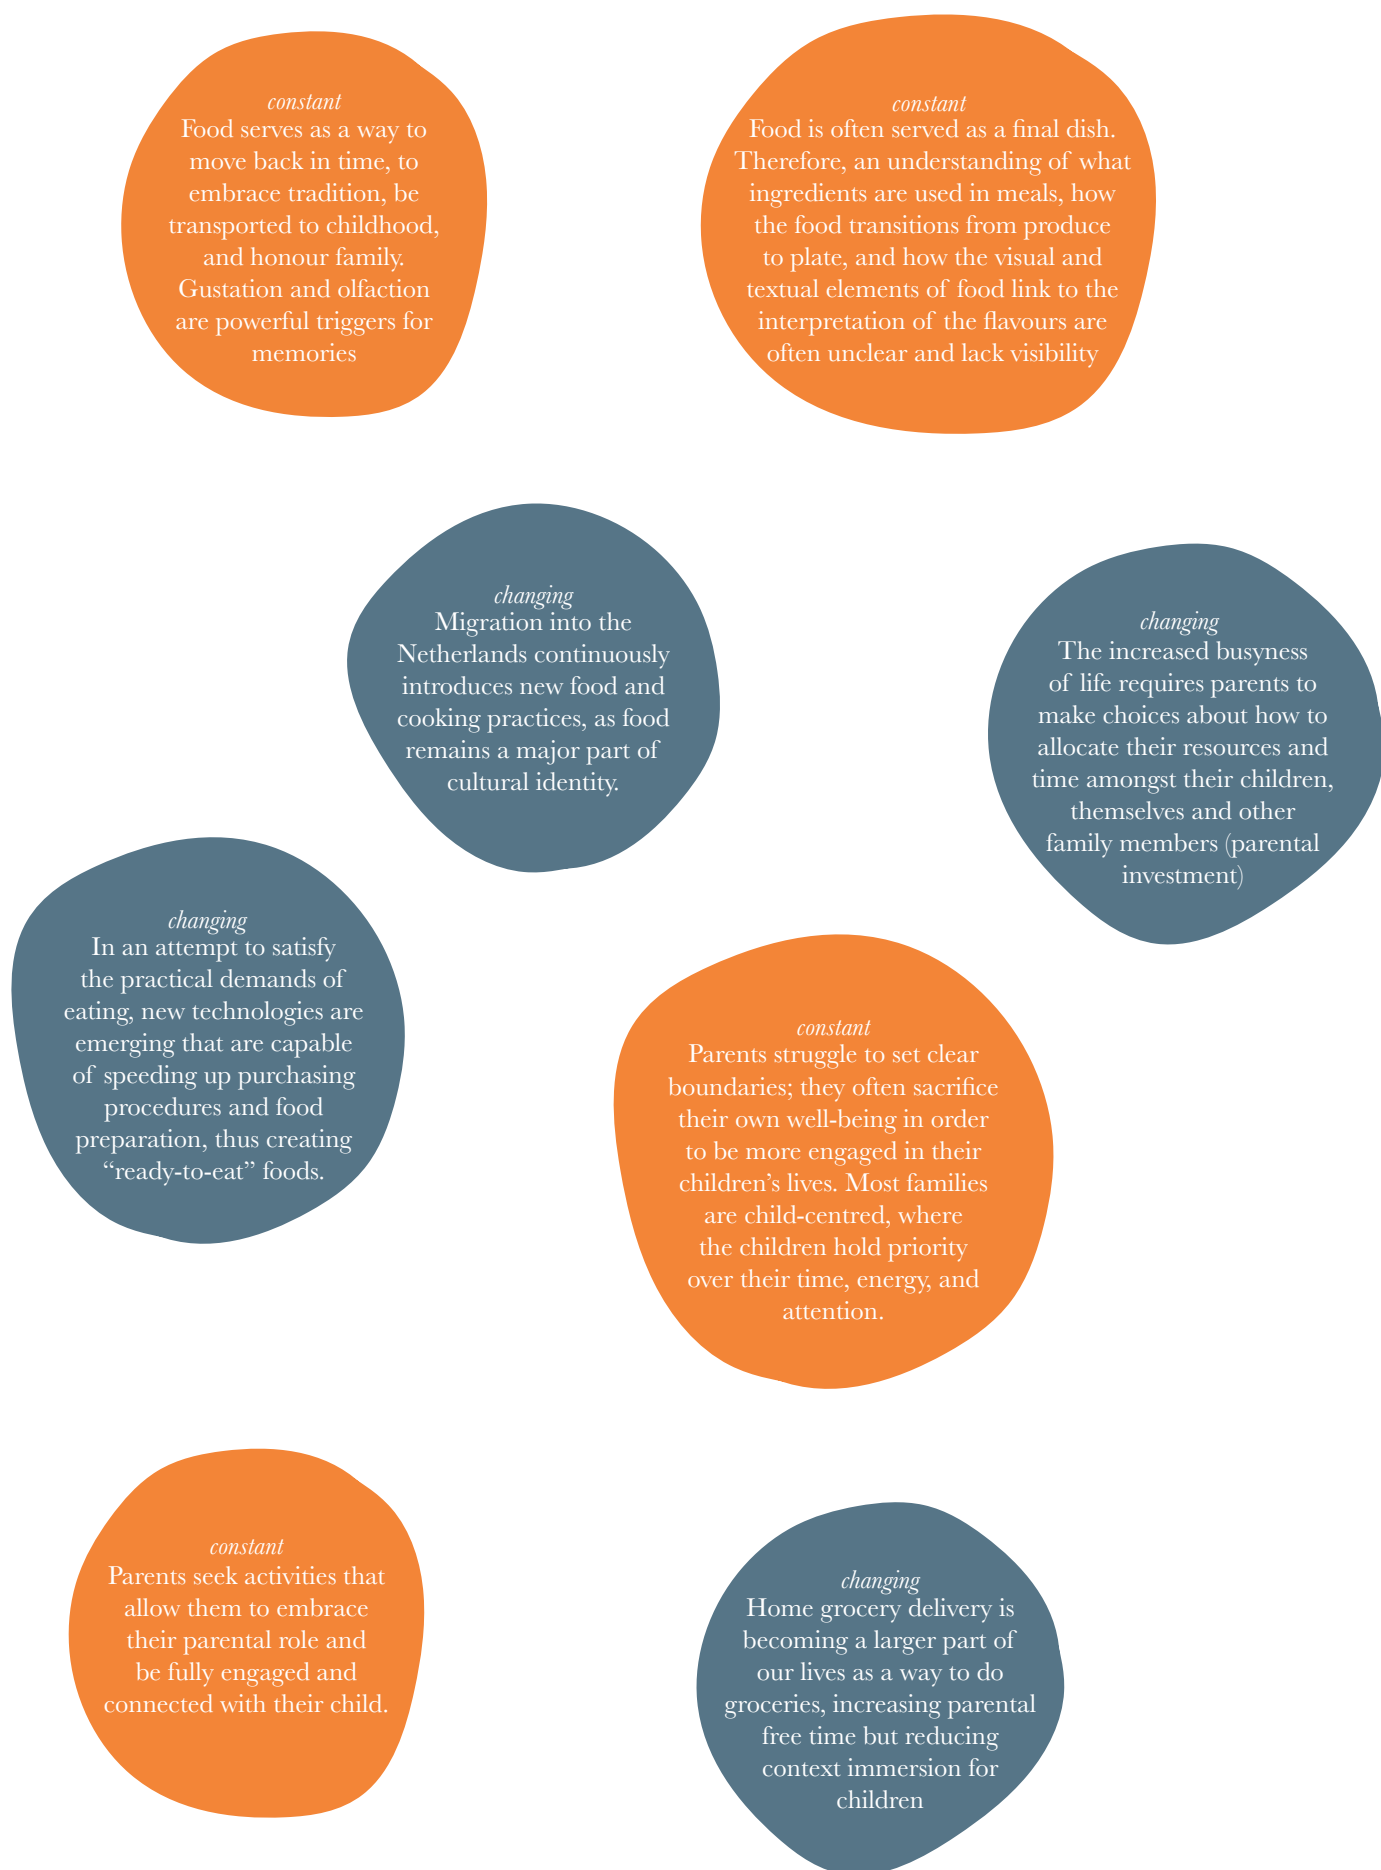 constant
Food serves as a way to
move back in time, to
embrace tradition, be
transported to childhood,
and honour family.
Gustation and olfaction
are powerful triggers for
memories
constant
Food is often served as a final dish.
Therefore, an understanding of what
ingredients are used in meals, how
the food transitions from produce
to plate, and how the visual and
textual elements of food link to the
interpretation of the flavours are
often unclear and lack visibility
changing
Migration into the
Netherlands continuously
introduces new food and
cooking practices, as food
remains a major part of
cultural identity.
changing
The increased busyness
of life requires parents to
make choices about how to
allocate their resources and
time amongst their children,
themselves and other
family members (parental
investment)
changing
In an attempt to satisfy
the practical demands of
eating, new technologies are
emerging that are capable
of speeding up purchasing
procedures and food
preparation, thus creating
“ready-to-eat” foods.
constant
Parents struggle to set clear
boundaries; they often sacrifice
their own well-being in order
to be more engaged in their
children’s lives. Most families
are child-centred, where
the children hold priority
over their time, energy, and
attention.
constant
Parents seek activities that
allow them to embrace
their parental role and
be fully engaged and
connected with their child.
changing
Home grocery delivery is
becoming a larger part of
our lives as a way to do
groceries, increasing parental
free time but reducing
context immersion for
children